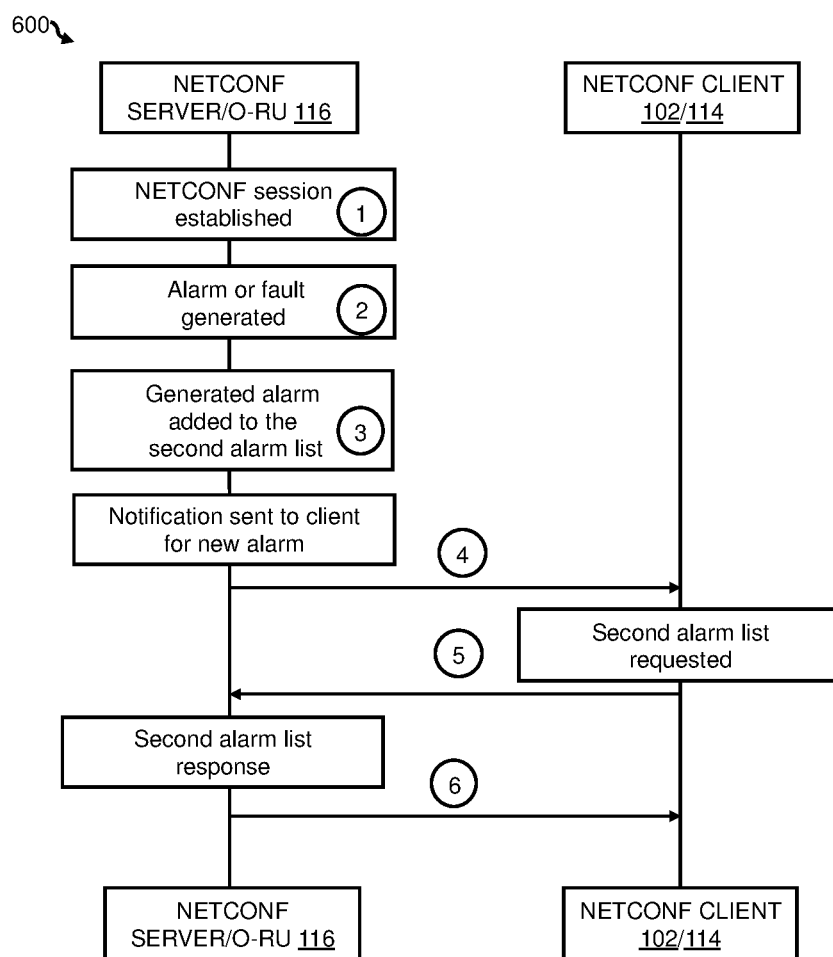 600
NETCONF
SERVER/O-RU 116
NETCONF CLIENT
102/114
NETCONF session
established
1
Alarm or fault
generated
2
Generated alarm
added to the
second alarm list
3
Notification sent to client
for new alarm
4
Second alarm list
requested
5
Second alarm list
response
6
NETCONF
SERVER/O-RU 116
NETCONF CLIENT
102/114